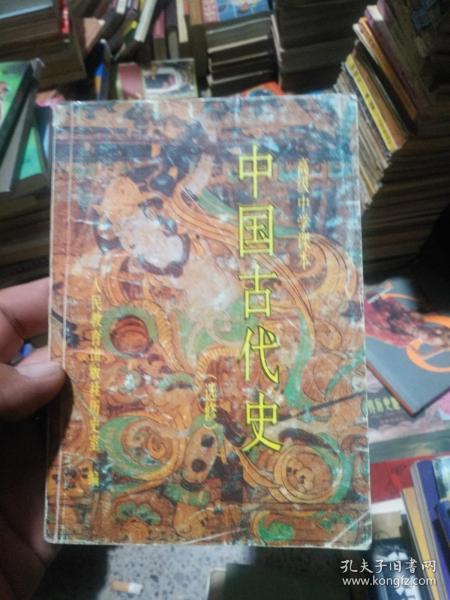 高级中学课本
中国古代史
(选修)
人民教育出版社历史室 编
孔夫子旧书网
www.kongfz.com